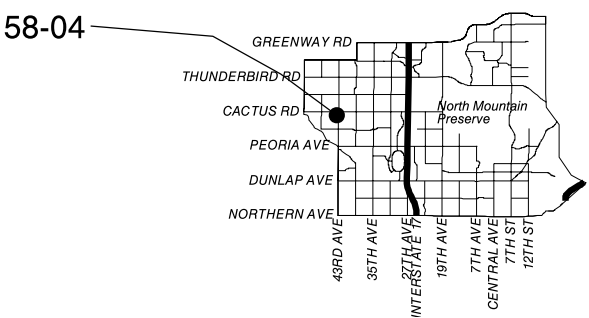 58-04
GREENWAY RD
THUNDERBIRD RD
CACTUS RD
North Mountain
Preserve
PEORIA AVE
DUNLAP AVE
NORTHERN AVE
43RD AVE
35TH AVE
27TH AVE
INTERSTATE 17
19TH AVE
7TH AVE
CENTRAL AVE
7TH ST
12TH ST